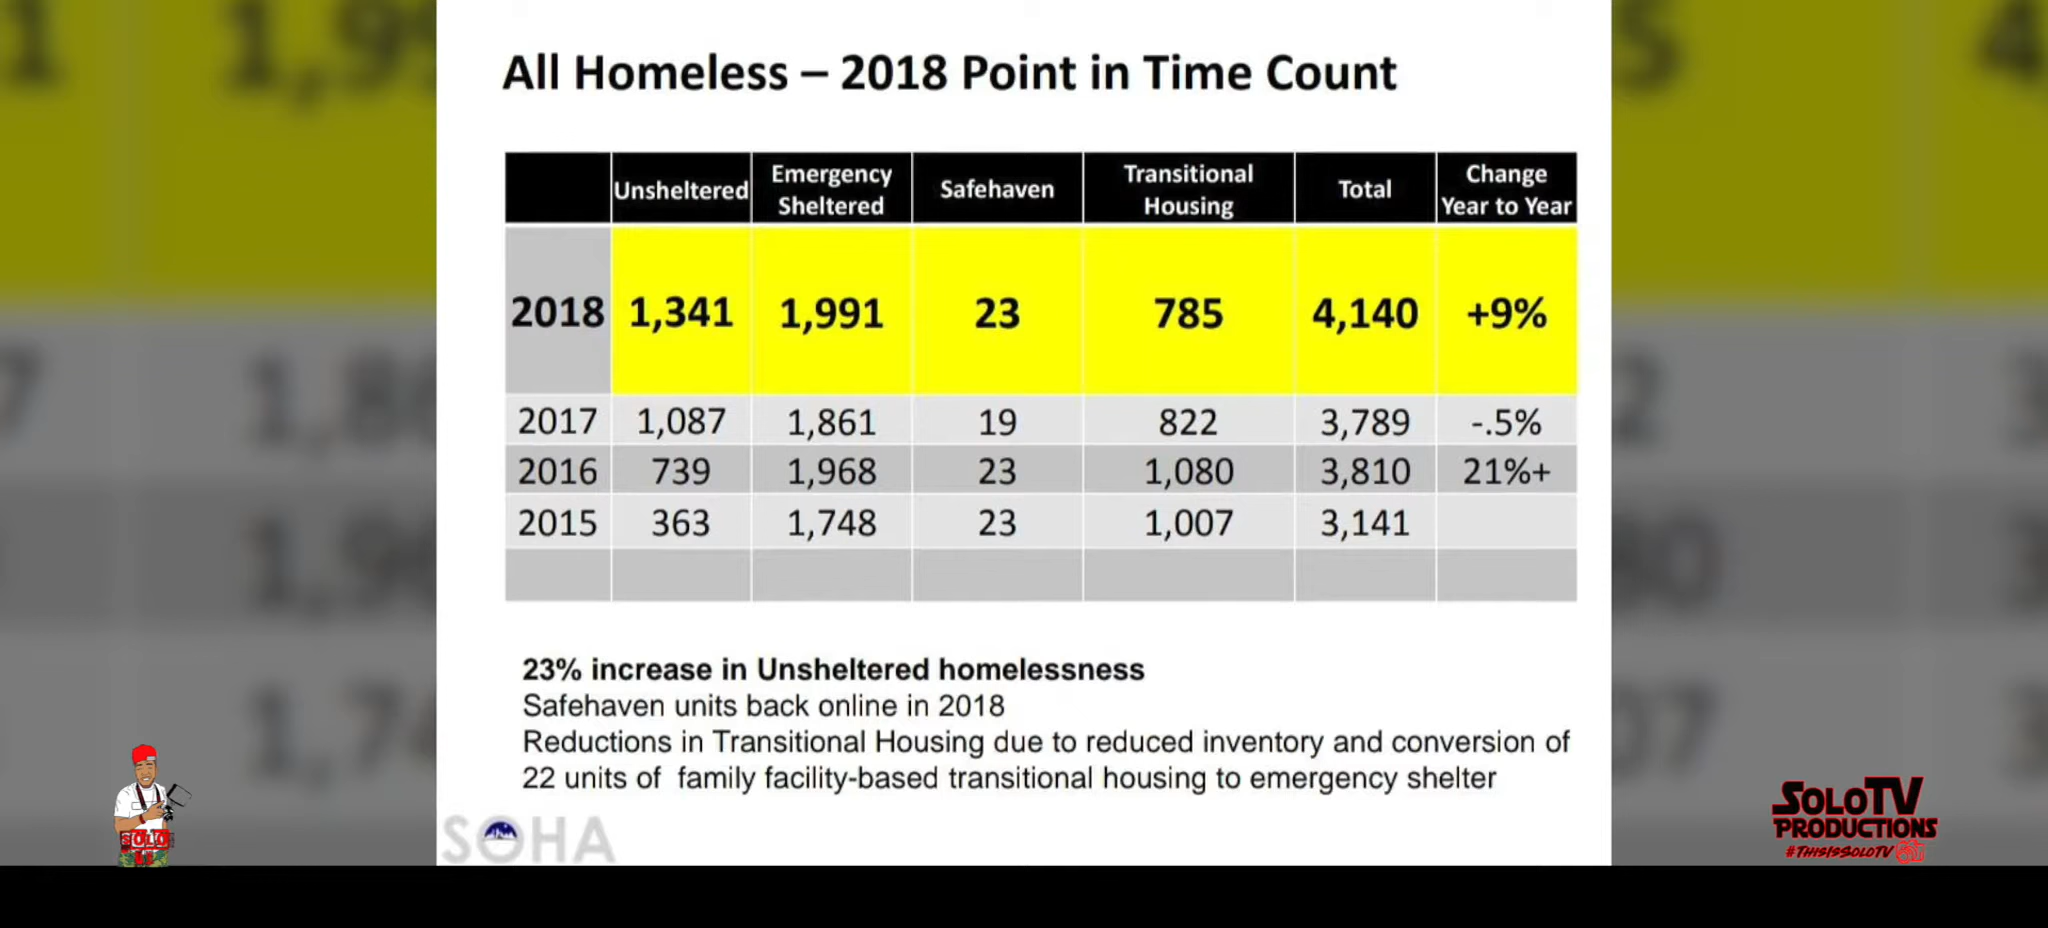 All Homeless – 2018 Point in Time Count
Unsheltered Emergency Sheltered Safehaven Transitional Housing Total Change Year to Year
2018 1,341 1,991 23 785 4,140 +9%
2017 1,087 1,861 19 822 3,789 -.5%
2016 739 1,968 23 1,080 3,810 21%+
2015 363 1,748 23 1,007 3,141
23% increase in Unsheltered homelessness
Safehaven units back online in 2018
Reductions in Transitional Housing due to reduced inventory and conversion of
22 units of family facility-based transitional housing to emergency shelter
SOHA
SOLO
SOLOTV
PRODUCTIONS
#THISISSOLOTV